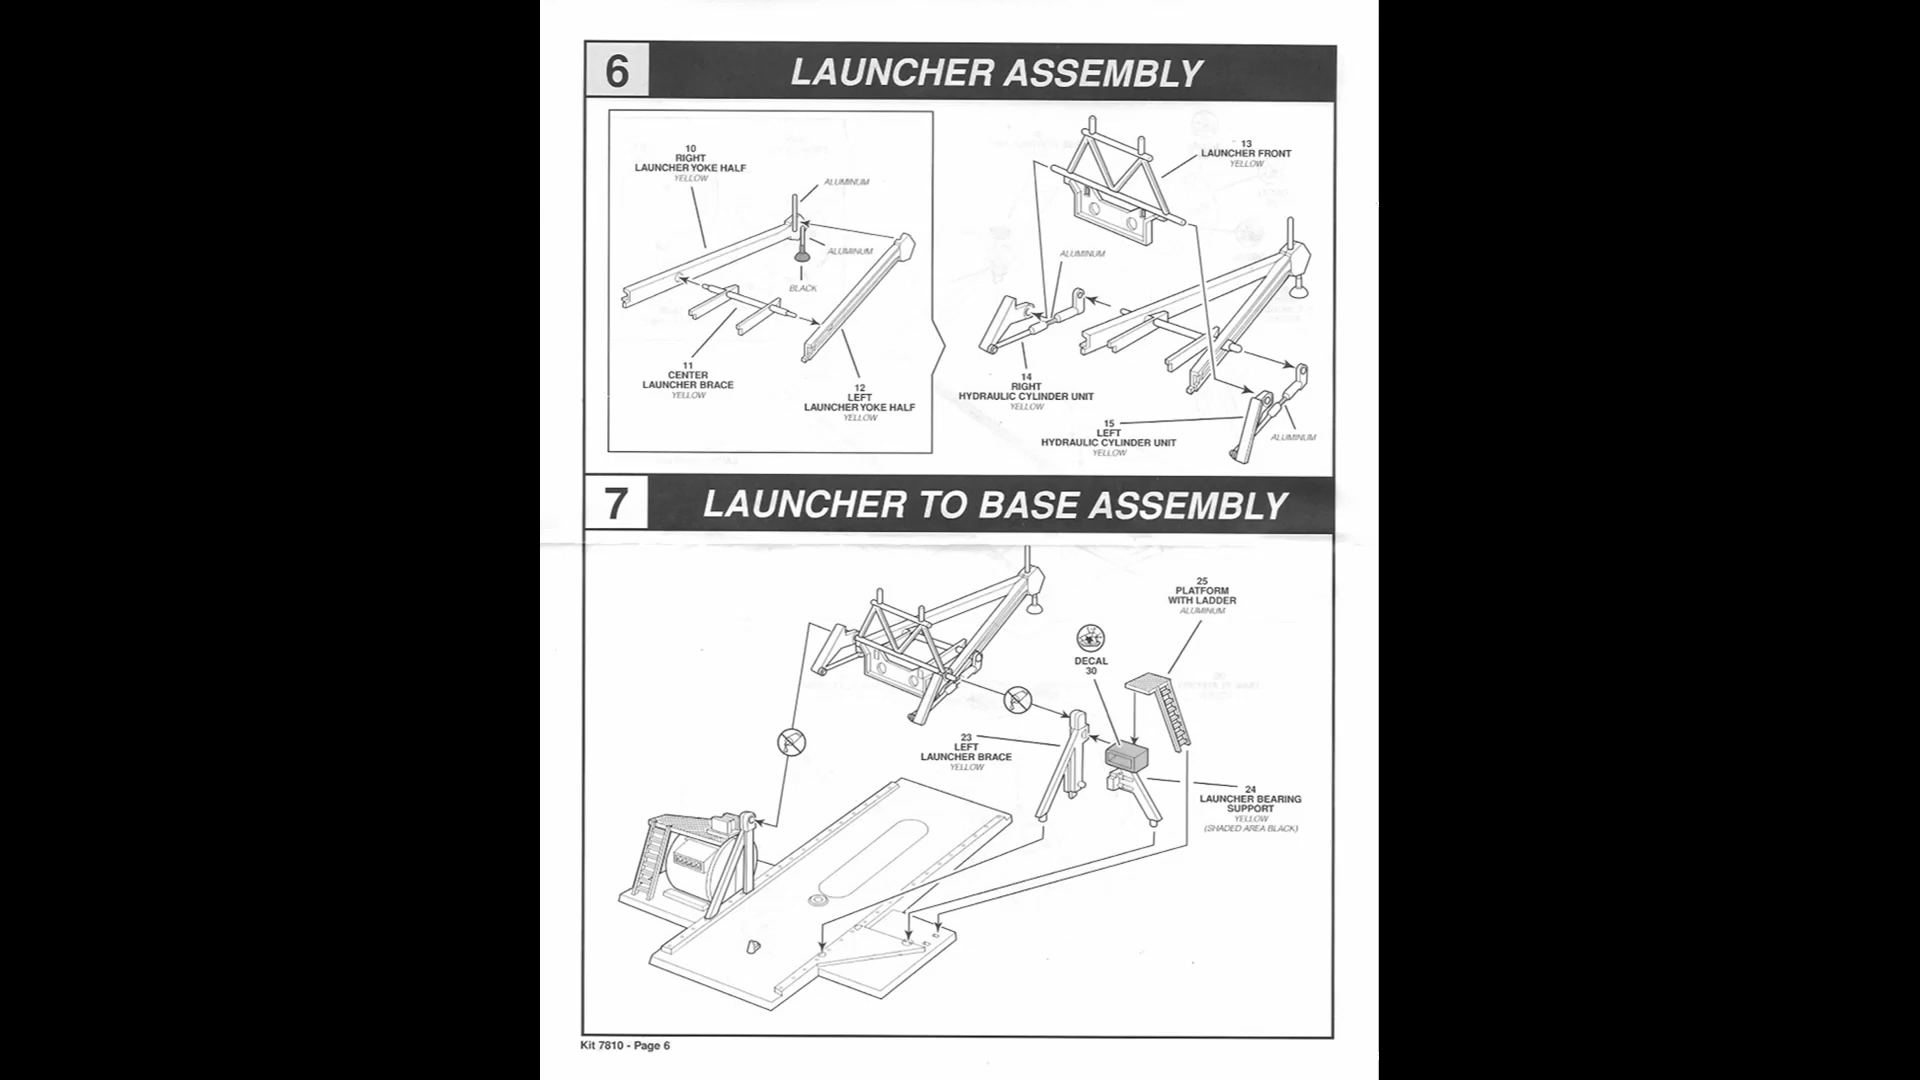 6
LAUNCHER ASSEMBLY
10
RIGHT
LAUNCHER YOKE HALF
YELLOW
ALUMINUM
ALUMINUM
BLACK
11
CENTER
LAUNCHER BRACE
YELLOW
12
LEFT
LAUNCHER YOKE HALF
YELLOW
13
LAUNCHER FRONT
YELLOW
ALUMINUM
14
RIGHT
HYDRAULIC CYLINDER UNIT
YELLOW
15
LEFT
HYDRAULIC CYLINDER UNIT
YELLOW
ALUMINUM
7
LAUNCHER TO BASE ASSEMBLY
25
PLATFORM
WITH LADDER
ALUMINUM
DECAL
30
23
LEFT
LAUNCHER BRACE
YELLOW
24
LAUNCHER BEARING
SUPPORT
YELLOW
(SHADED AREA BLACK)
Kit 7810 - Page 6